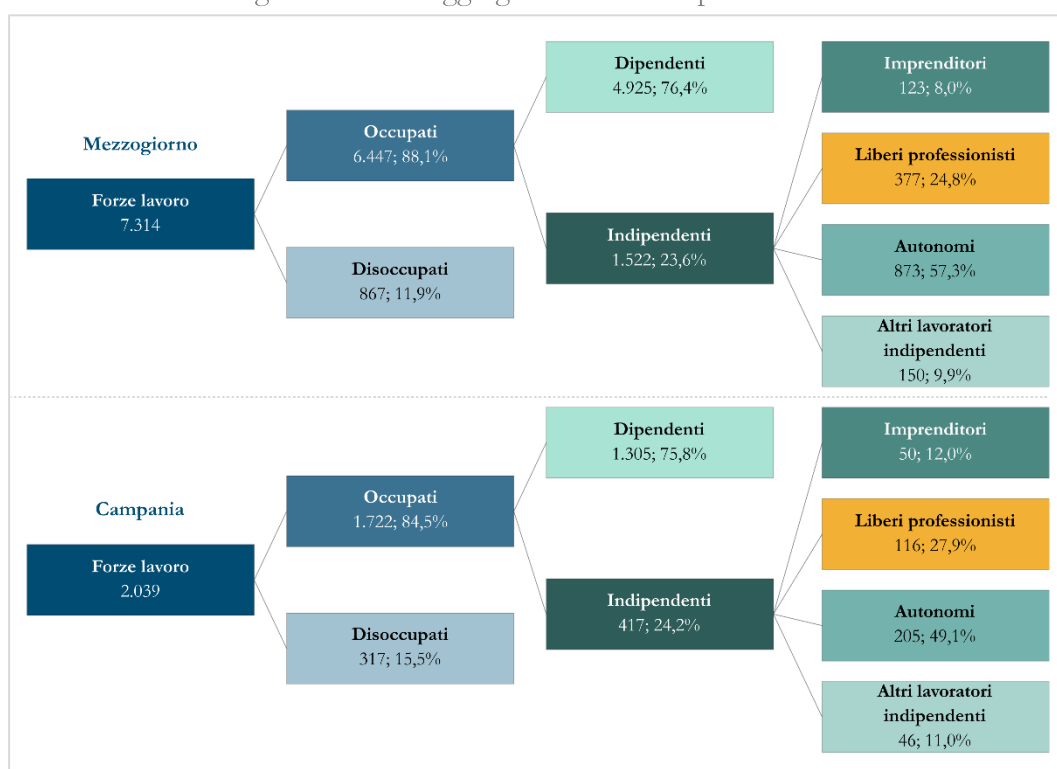 Mezzogiorno
Forze lavoro
7.314
Occupati
6.447; 88,1%
Disoccupati
867; 11,9%
Dipendenti
4.925; 76,4%
Indipendenti
1.522; 23,6%
Imprenditori
123; 8,0%
Liberi professionisti
377; 24,8%
Autonomi
873; 57,3%
Altri lavoratori
indipendenti
150; 9,9%
Campania
Forze lavoro
2.039
Occupati
1.722; 84,5%
Disoccupati
317; 15,5%
Dipendenti
1.305; 75,8%
Indipendenti
417; 24,2%
Imprenditori
50; 12,0%
Liberi professionisti
116; 27,9%
Autonomi
205; 49,1%
Altri lavoratori
indipendenti
46; 11,0%